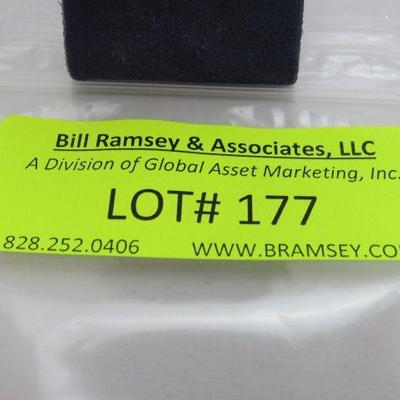 Bill Ramsey & Associates, LLC
A Division of Global Asset Marketing, Inc.
LOT# 177
828.252.0406 WWW.BRAMSEY.CO